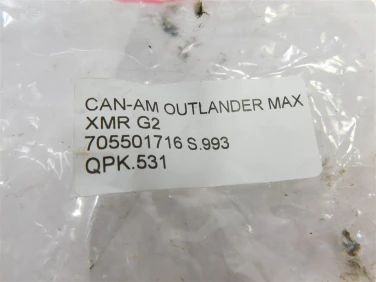 CAN-AM OUTLANDER MAX
XMR G2
705501716 S.993
QPK.531